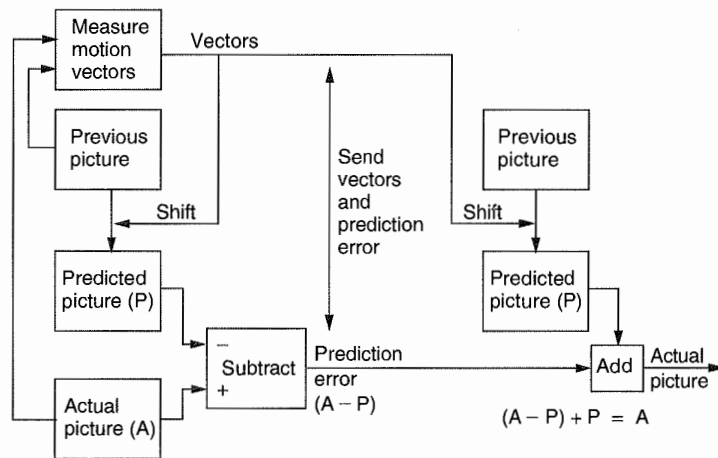 Measure
motion
vectors
Vectors
Previous
picture
Previous
picture
Send
vectors
and
prediction
error
Shift
Shift
Predicted
picture (P)
Predicted
picture (P)
−
Subtract
+
Prediction
error
(A − P)
Add
Actual
picture
Actual
picture (A)
(A − P) + P = A